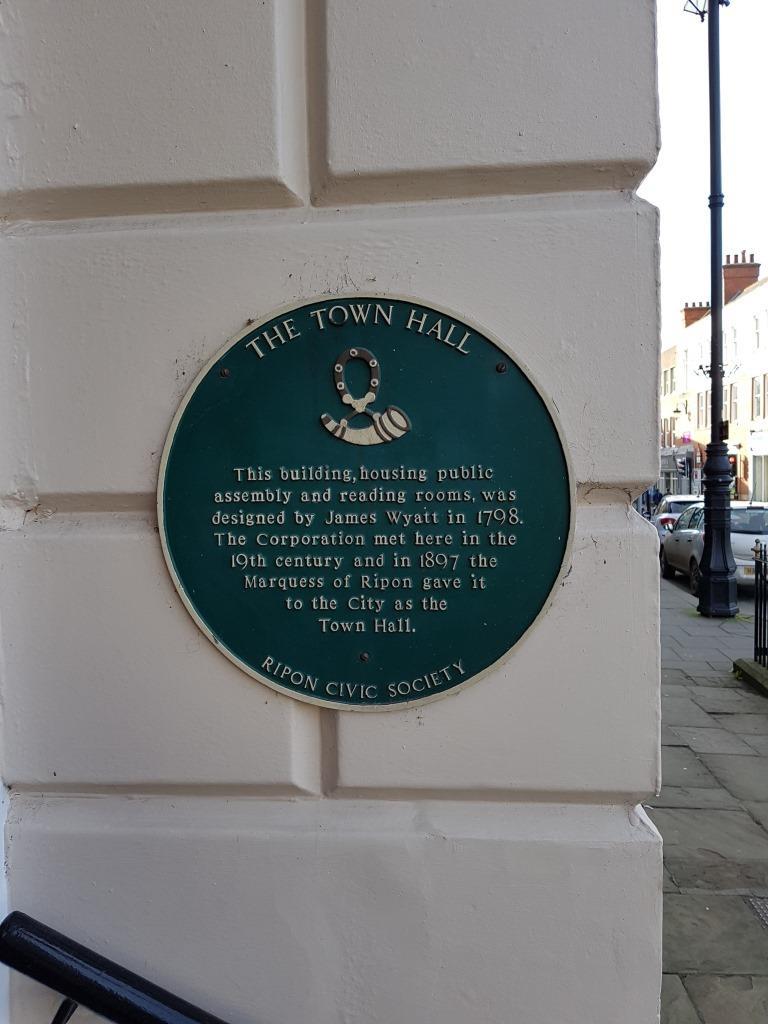 THE TOWN HALL
This building, housing public
assembly and reading rooms, was
designed by James Wyatt in 1798.
The Corporation met here in the
19th century and in 1897 the
Marquess of Ripon gave it
to the City as the
Town Hall.
RIPON CIVIC SOCIETY